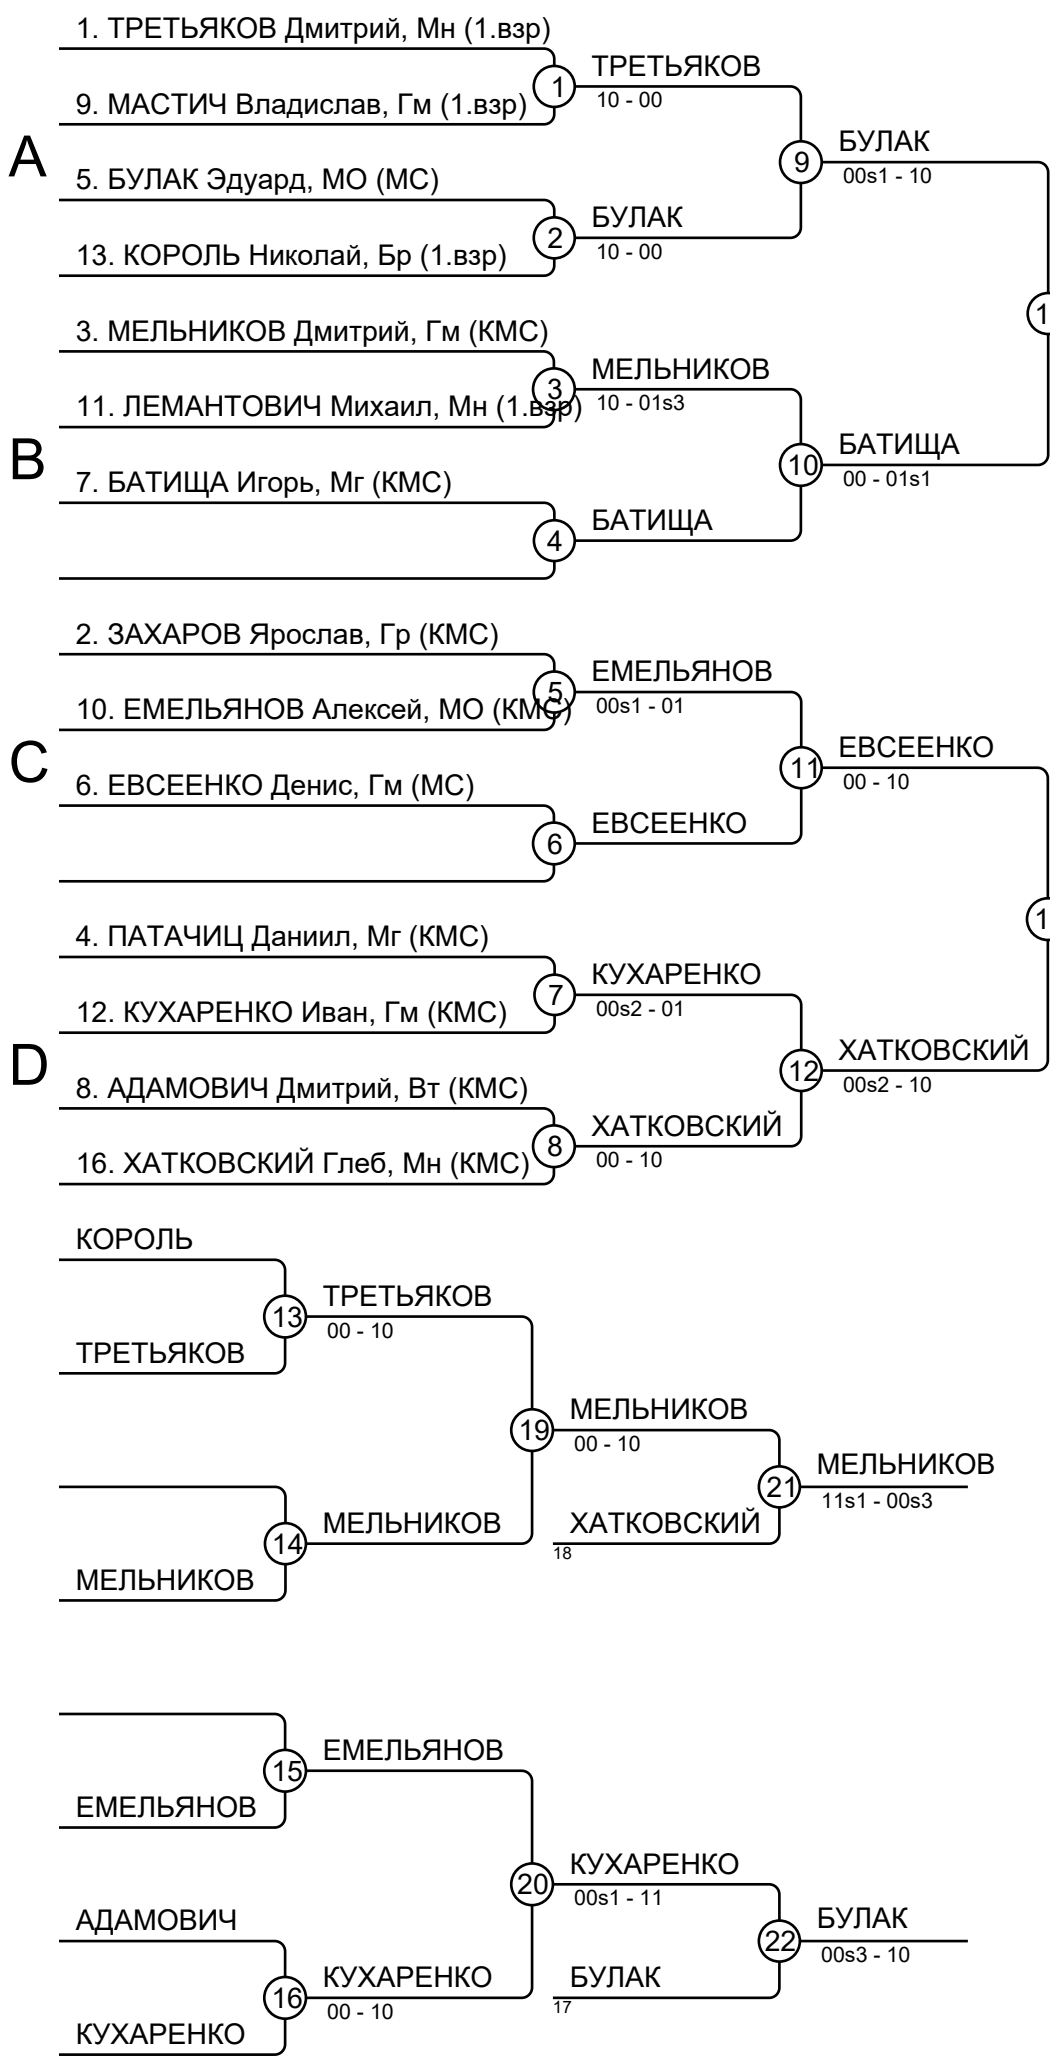 1. ТРЕТЬЯКОВ Дмитрий, Мн (1.взр)
1
ТРЕТЬЯКОВ
10 - 00
9. МАСТИЧ Владислав, Гм (1.взр)
A
9
БУЛАК
00s1 - 10
5. БУЛАК Эдуард, МО (МС)
2
БУЛАК
10 - 00
13. КОРОЛЬ Николай, Бр (1.взр)
1
3. МЕЛЬНИКОВ Дмитрий, Гм (КМС)
3
МЕЛЬНИКОВ
10 - 01s3
11. ЛЕМАНТОВИЧ Михаил, Мн (1.взр)
B
10
БАТИЩА
00 - 01s1
7. БАТИЩА Игорь, Мг (КМС)
4
БАТИЩА
2. ЗАХАРОВ Ярослав, Гр (КМС)
5
ЕМЕЛЬЯНОВ
00s1 - 01
10. ЕМЕЛЬЯНОВ Алексей, МО (КМС)
C
11
ЕВСЕЕНКО
00 - 10
6. ЕВСЕЕНКО Денис, Гм (МС)
6
ЕВСЕЕНКО
1
4. ПАТАЧИЦ Даниил, Мг (КМС)
7
КУХАРЕНКО
00s2 - 01
12. КУХАРЕНКО Иван, Гм (КМС)
D
12
ХАТКОВСКИЙ
00s2 - 10
8. АДАМОВИЧ Дмитрий, Вт (КМС)
8
ХАТКОВСКИЙ
00 - 10
16. ХАТКОВСКИЙ Глеб, Мн (КМС)
КОРОЛЬ
13
ТРЕТЬЯКОВ
00 - 10
ТРЕТЬЯКОВ
19
МЕЛЬНИКОВ
00 - 10
21
МЕЛЬНИКОВ
11s1 - 00s3
14
МЕЛЬНИКОВ
ХАТКОВСКИЙ
18
МЕЛЬНИКОВ
15
ЕМЕЛЬЯНОВ
ЕМЕЛЬЯНОВ
20
КУХАРЕНКО
00s1 - 11
АДАМОВИЧ
22
БУЛАК
00s3 - 10
16
КУХАРЕНКО
00 - 10
БУЛАК
17
КУХАРЕНКО